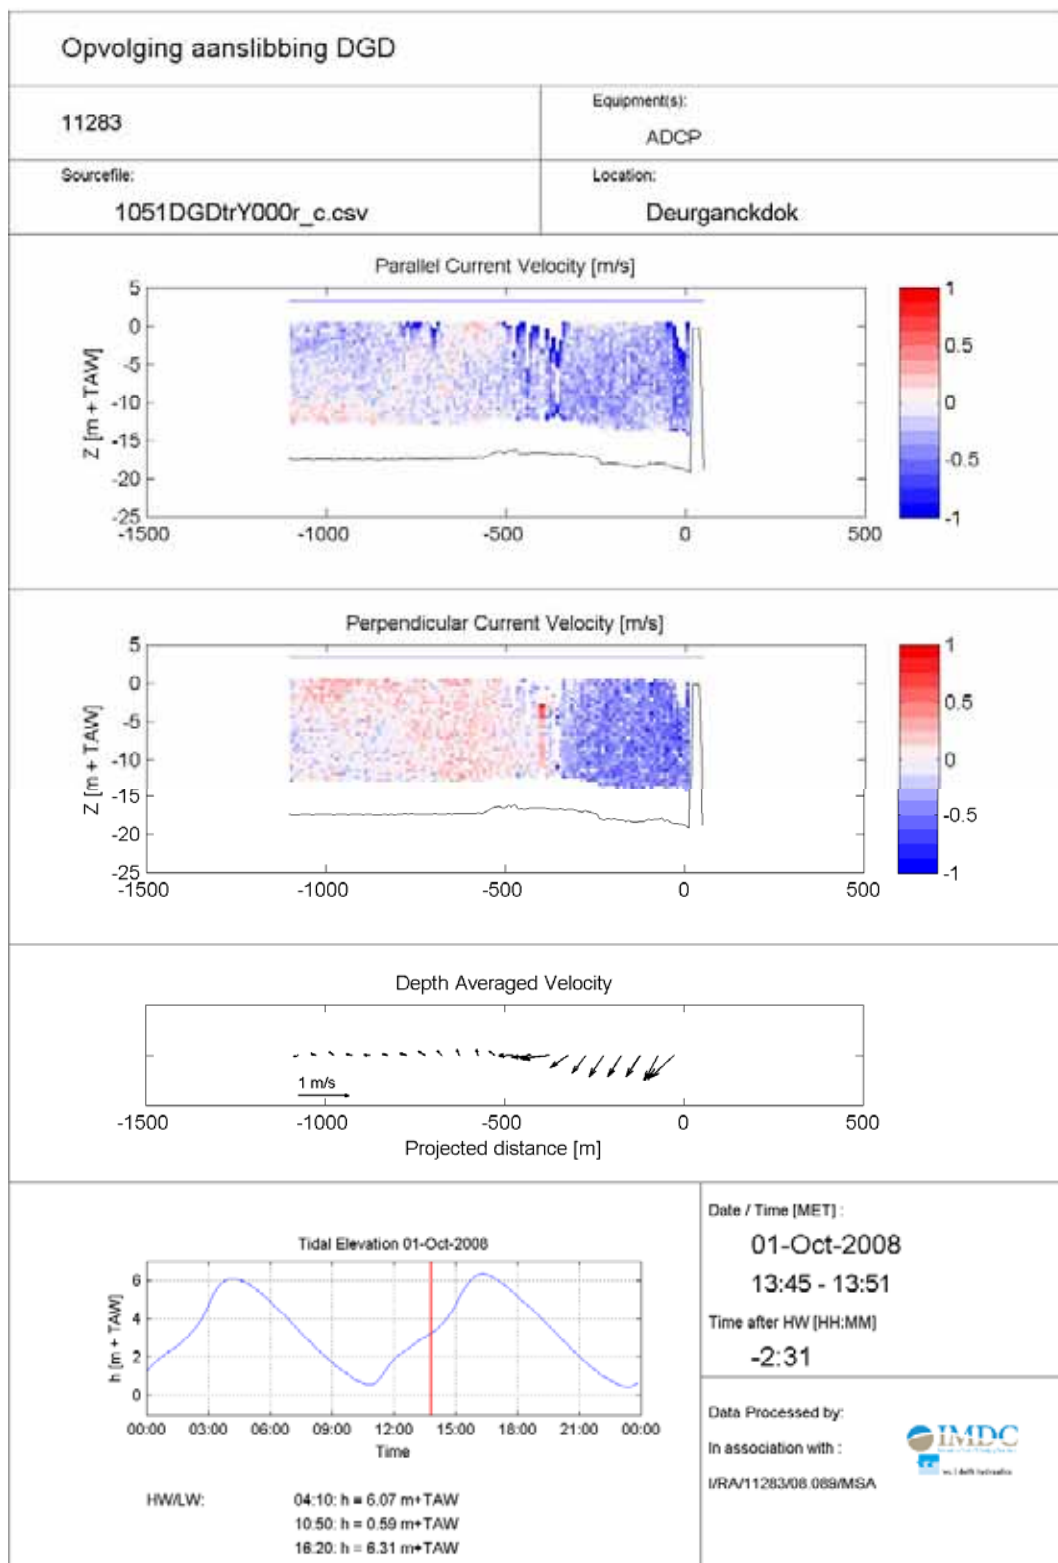 Opvolging aanslibbing DGD
11283
Equipment(s):
ADCP
Sourcefile:
1051DGDtrY000r_c.csv
Location:
Deurganckdok
Parallel Current Velocity [m/s]
Z [m + TAW]
5
0
-5
-10
-15
-20
-25
-1500
-1000
-500
0
500
1
0.5
0
-0.5
-1
Perpendicular Current Velocity [m/s]
Z [m + TAW]
5
0
-5
-10
-15
-20
-25
-1500
-1000
-500
0
500
1
0.5
0
-0.5
-1
Depth Averaged Velocity
1 m/s
-1500
-1000
-500
0
500
Projected distance [m]
Tidal Elevation 01-Oct-2008
h [m + TAW]
6
4
2
0
00:00
03:00
06:00
09:00
12:00
15:00
18:00
21:00
00:00
Time
HW/LW:
04:10: h = 6.07 m+TAW
10:50: h = 0.59 m+TAW
16:20: h = 6.31 m+TAW
Date / Time [MET] :
01-Oct-2008
13:45 - 13:51
Time after HW [HH:MM]
-2:31
Data Processed by:
In association with :
I/RA/11283/08.089/MSA
IMDC
wl | delft hydraulics